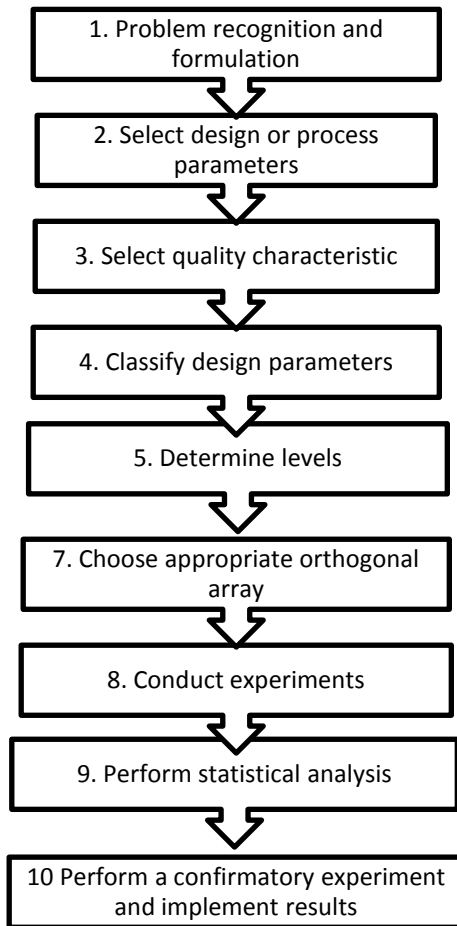 1. Problem recognition and
formulation
2. Select design or process
parameters
3. Select quality characteristic
4. Classify design parameters
5. Determine levels
7. Choose appropriate orthogonal
array
8. Conduct experiments
9. Perform statistical analysis
10 Perform a confirmatory experiment
and implement results